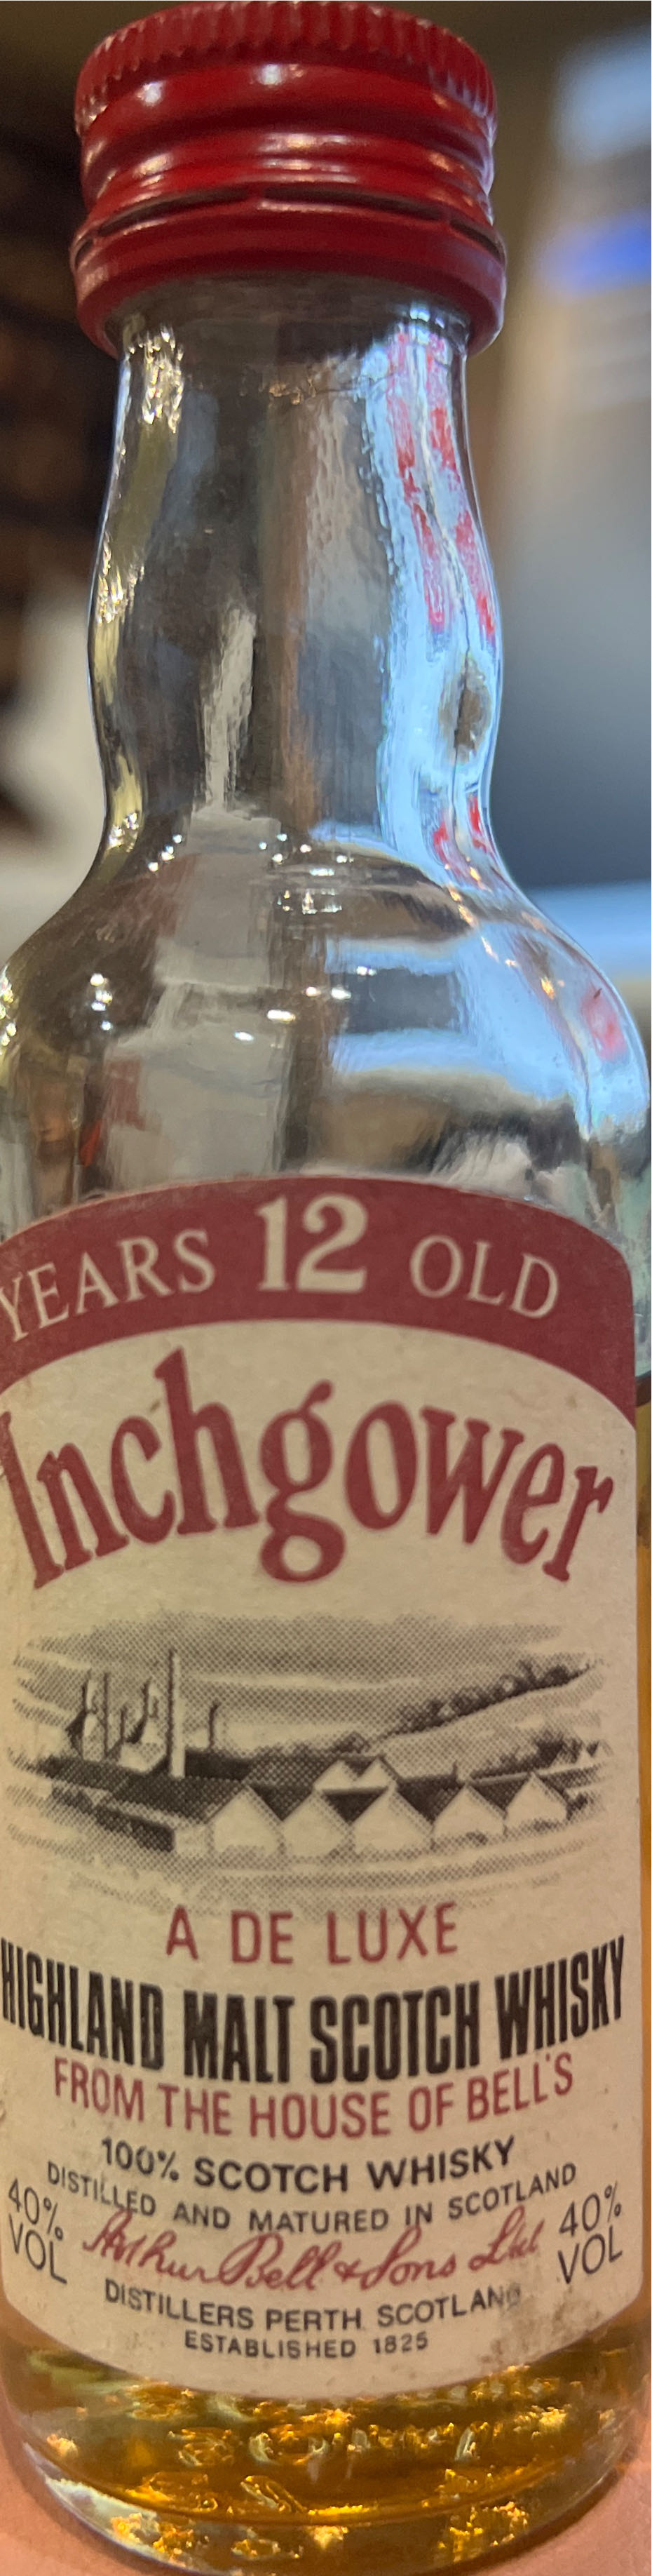 YEARS 12 OLD
Inchgower
A DE LUXE
HIGHLAND MALT SCOTCH WHISKY
FROM THE HOUSE OF BELL'S
100% SCOTCH WHISKY
DISTILLED AND MATURED IN SCOTLAND
40% VOL
Arthur Bell & Sons Ltd
40% VOL
DISTILLERS PERTH SCOTLAND
ESTABLISHED 1825